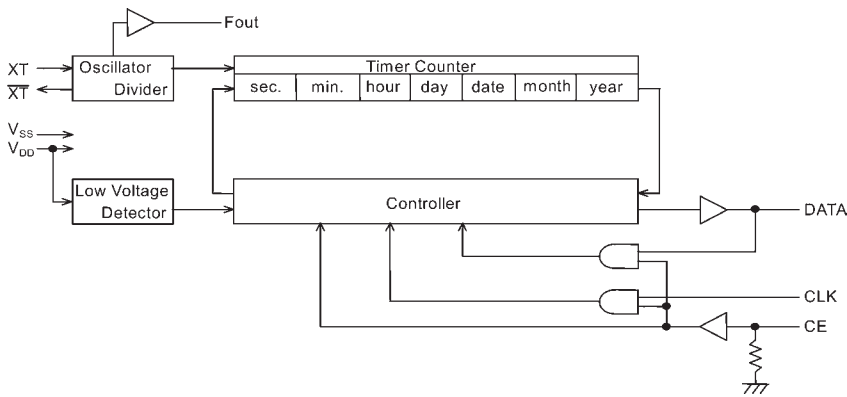 Fout
XT
Oscillator
Divider
X̅T̅
Timer Counter
sec. min. hour day date month year
VSS
VDD
Low Voltage
Detector
Controller
DATA
CLK
CE